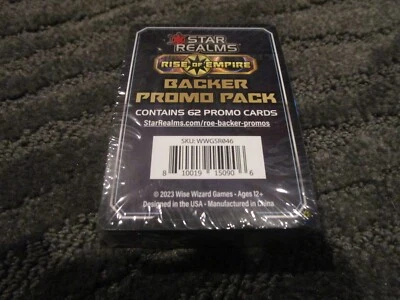 STAR
REALMS
RISE OF EMPIRE
BACKER
PROMO PACK
CONTAINS 62 PROMO CARDS
StarRealms.com/roe-backer-promos
SKU: WWGSR046
8 10019 15090 6
© 2023 Wise Wizard Games • Ages 12+
Designed in the USA • Manufactured in China